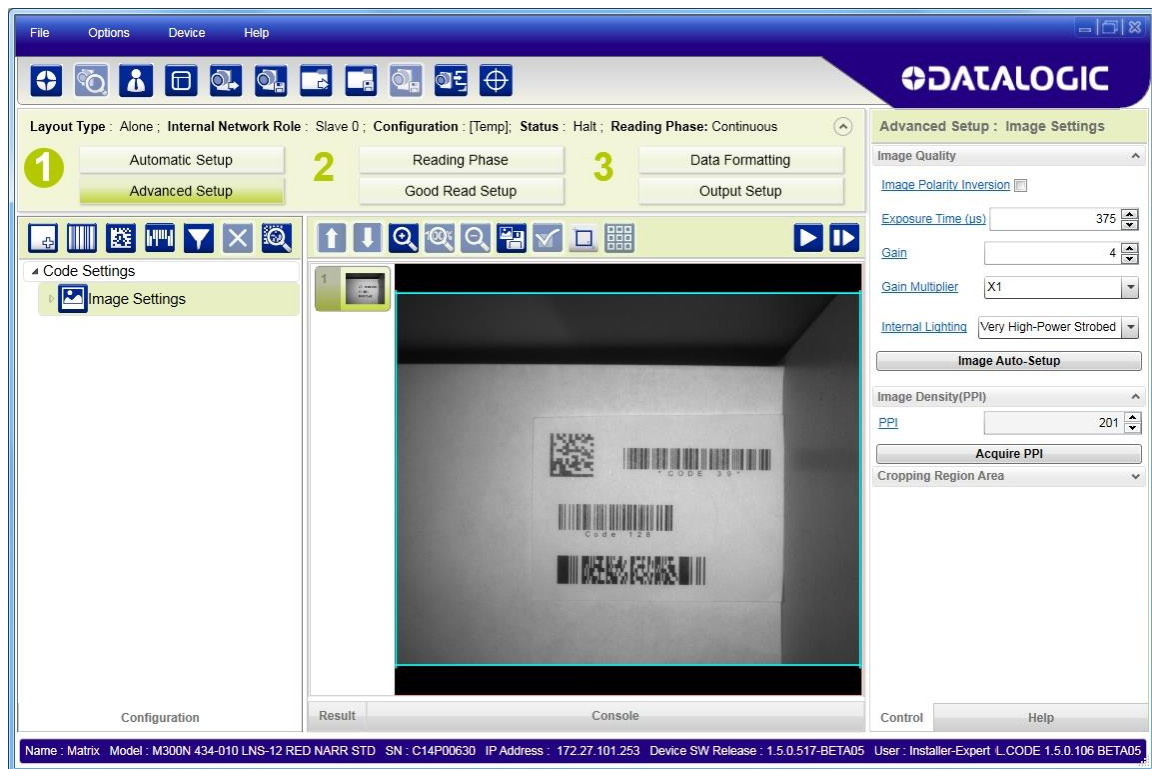 File Options Device Help
DATALOGIC
Layout Type : Alone ; Internal Network Role : Slave 0 ; Configuration : [Temp]; Status : Halt ; Reading Phase: Continuous
1 Automatic Setup 2 Reading Phase 3 Data Formatting
Advanced Setup Good Read Setup Output Setup
Advanced Setup : Image Settings
Image Quality
Image Polarity Inversion
Exposure Time (µs) 375
Gain 4
Gain Multiplier X1
Internal Lighting Very High-Power Strobed
Image Auto-Setup
Image Density(PPI)
PPI 201
Acquire PPI
Cropping Region Area
100%
Code Settings
Image Settings
1
*CODE 39*
Code 128
Configuration
Result Console
Control Help
Name : Matrix Model : M300N 434-010 LNS-12 RED NARR STD SN : C14P00630 IP Address : 172.27.101.253 Device SW Release : 1.5.0.517-BETA05 User : Installer-Expert L.CODE 1.5.0.106 BETA05